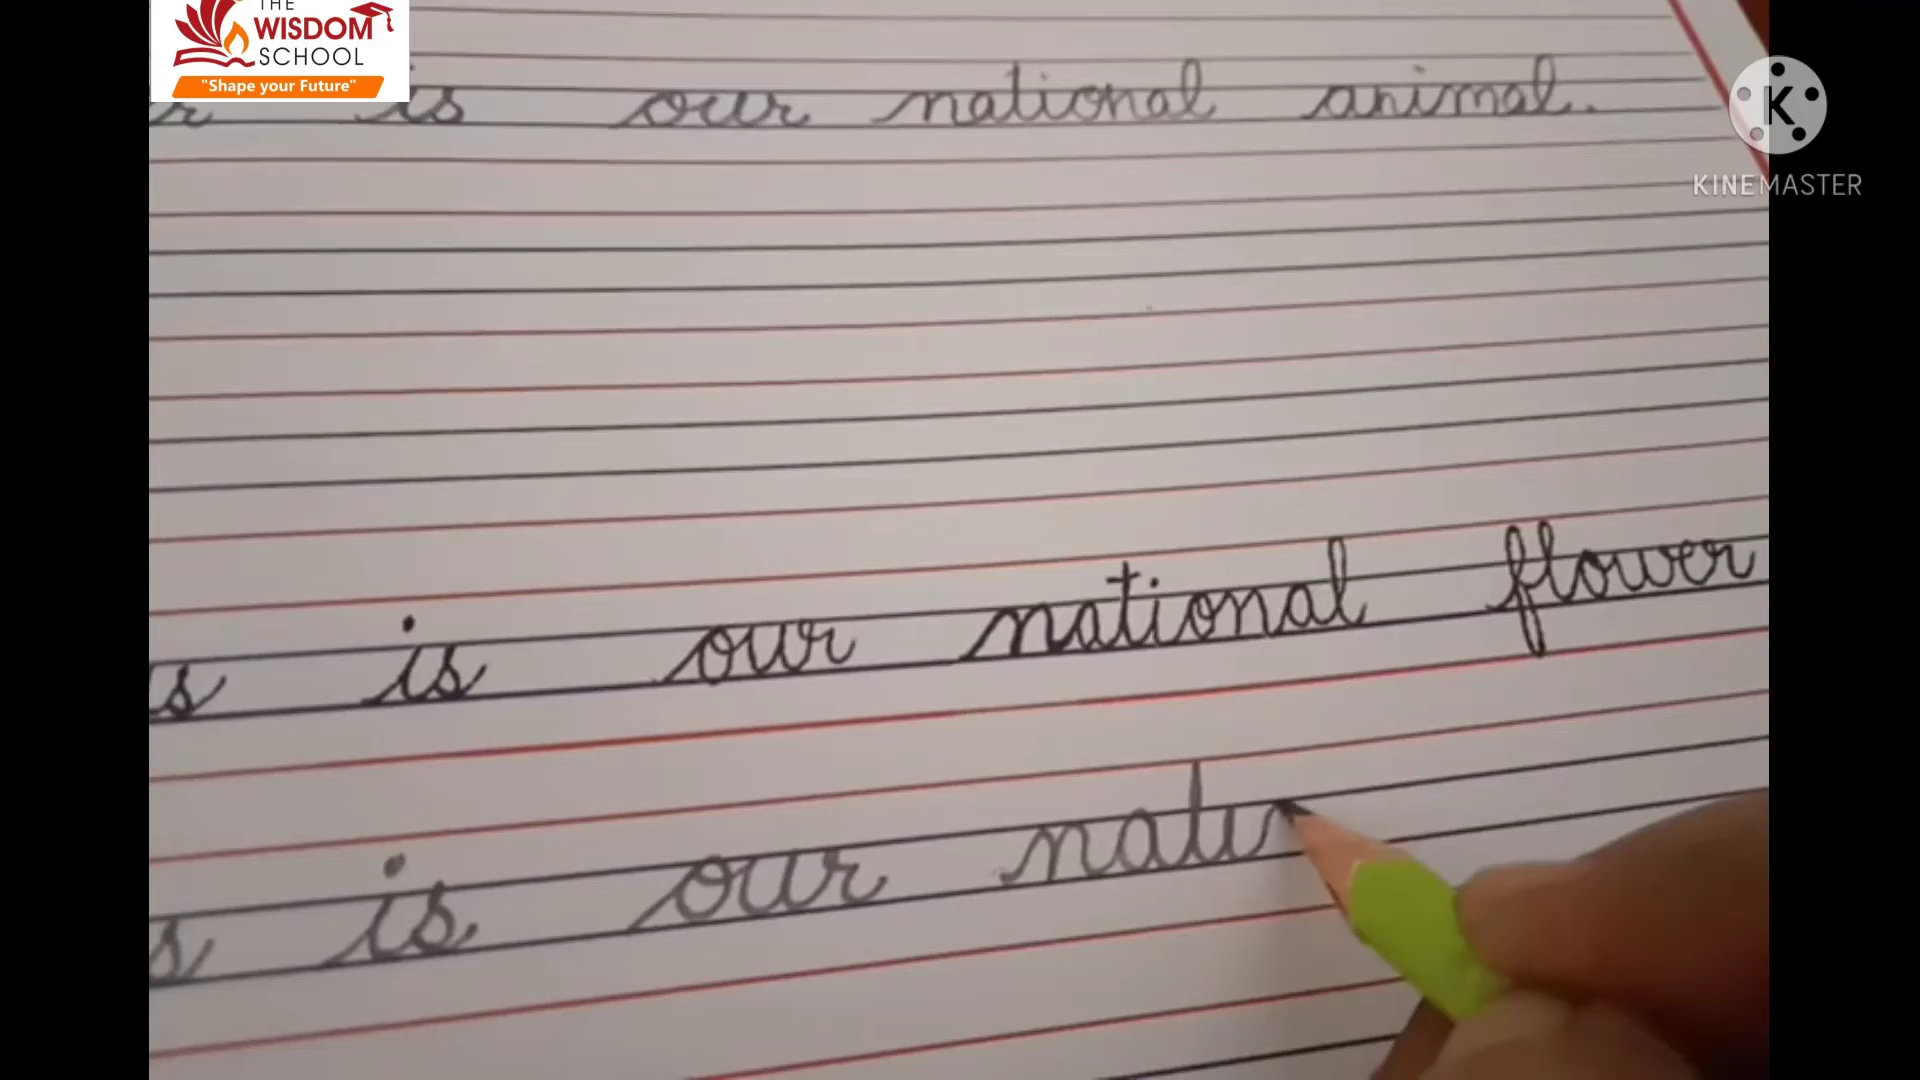 THE
WISDOM
SCHOOL
"Shape your Future"
r is our national animal.
KINEMASTER
s is our national flower
s is our nati